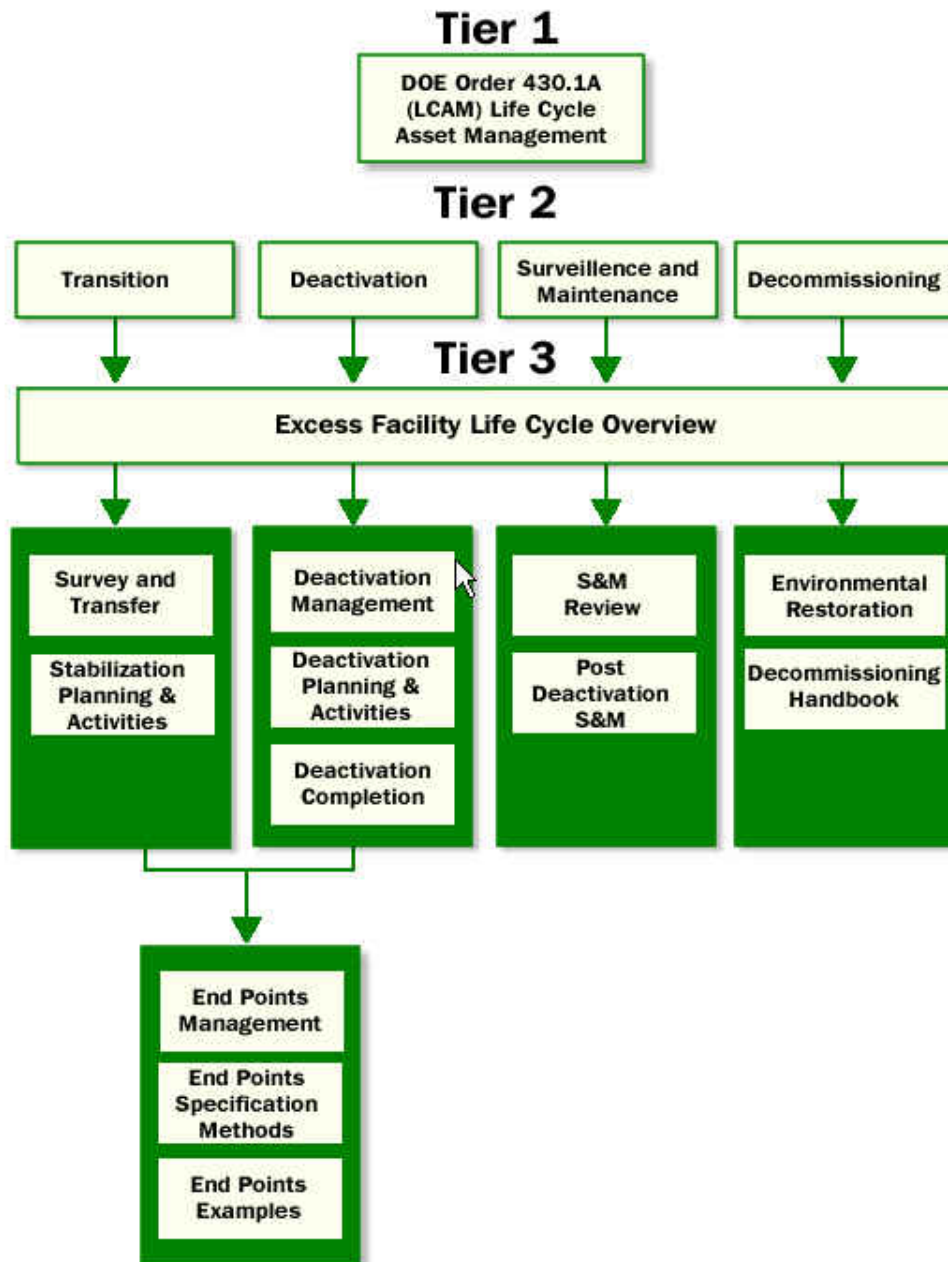 Tier 1
DOE Order 430.1A
(LCAM) Life Cycle
Asset Management
Tier 2
Transition
Deactivation
Surveillence and
Maintenance
Decommissioning
Tier 3
Excess Facility Life Cycle Overview
Survey and
Transfer
Stabilization
Planning &
Activities
Deactivation
Management
Deactivation
Planning &
Activities
Deactivation
Completion
S&M
Review
Post
Deactivation
S&M
Environmental
Restoration
Decommissioning
Handbook
End Points
Management
End Points
Specification
Methods
End Points
Examples